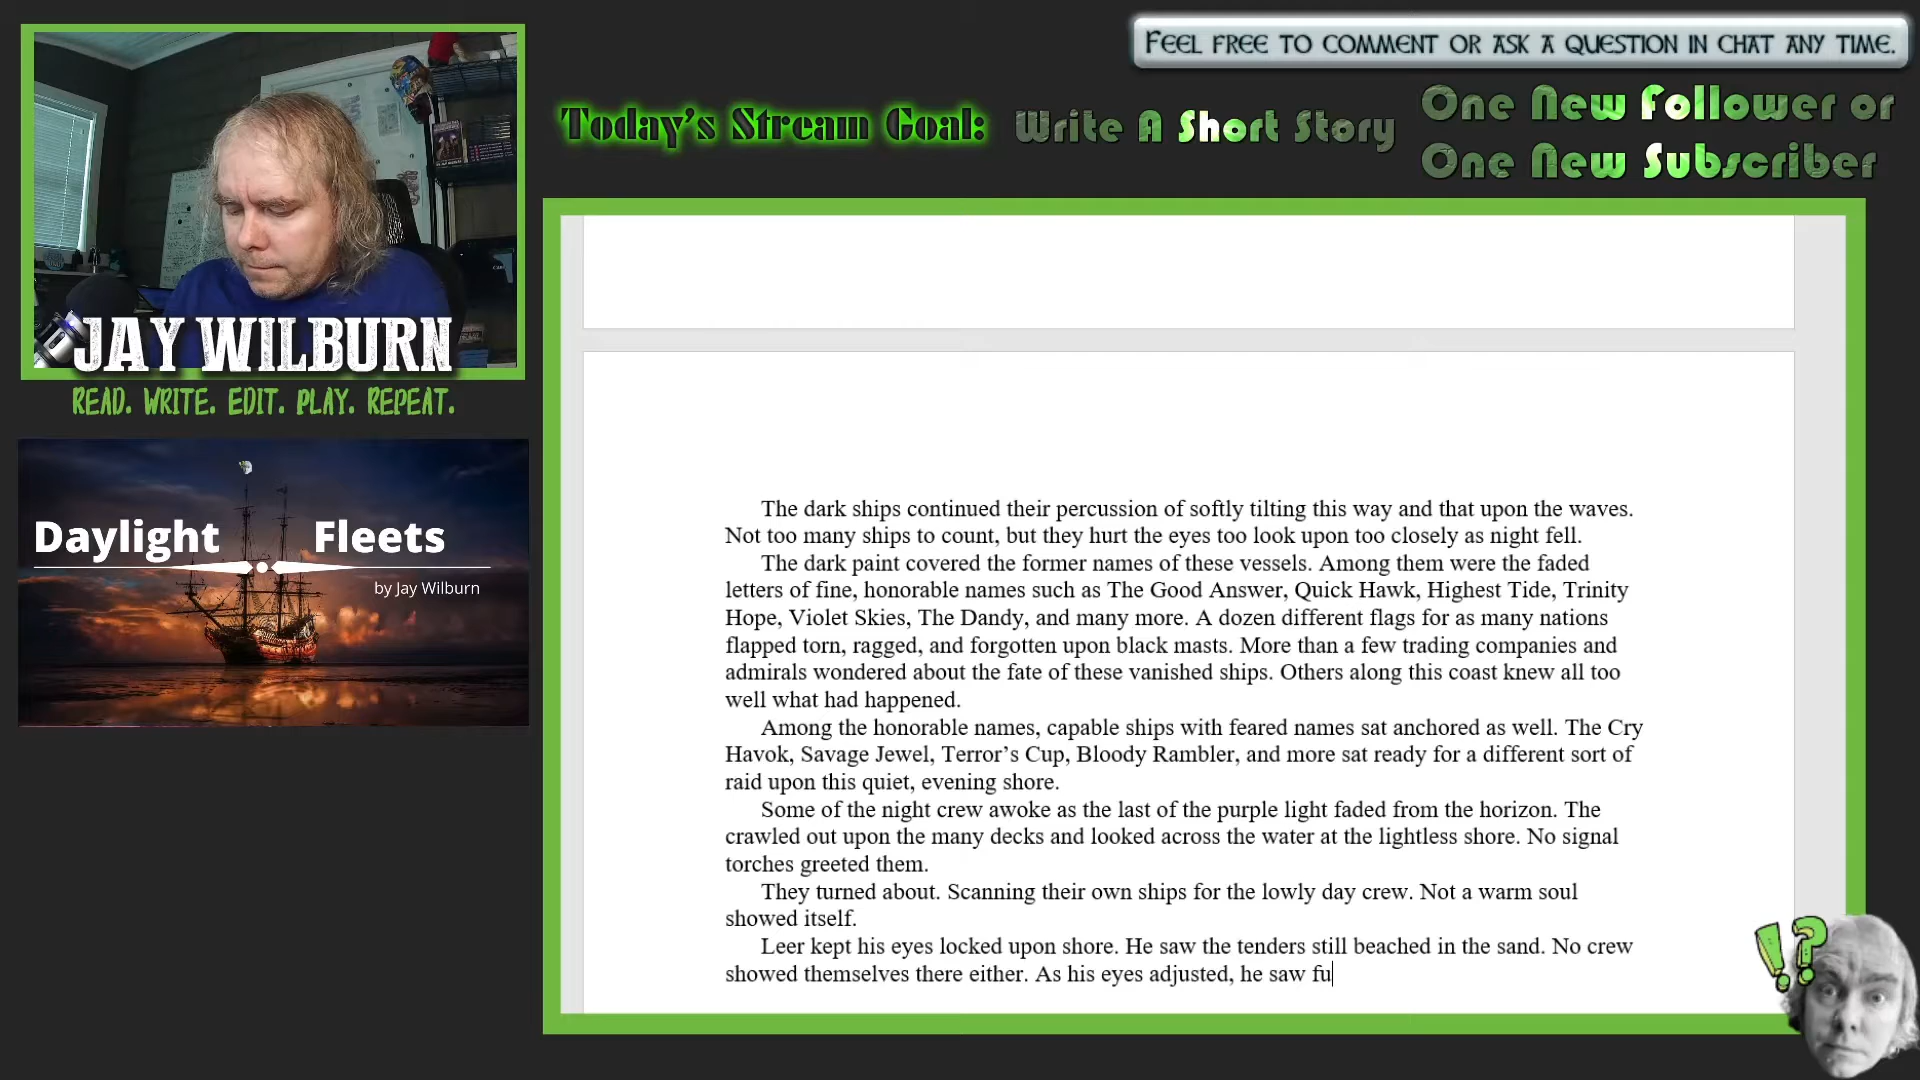 FEEL FREE TO COMMENT OR ASK A QUESTION IN CHAT ANY TIME.
Today's Stream Goal:
Write A Short Story
One New Follower or
One New Subscriber
JAY WILBURN
READ. WRITE. EDIT. PLAY. REPEAT.
Daylight Fleets
by Jay Wilburn
The dark ships continued their percussion of softly tilting this way and that upon the waves.
Not too many ships to count, but they hurt the eyes too look upon too closely as night fell.
The dark paint covered the former names of these vessels. Among them were the faded
letters of fine, honorable names such as The Good Answer, Quick Hawk, Highest Tide, Trinity
Hope, Violet Skies, The Dandy, and many more. A dozen different flags for as many nations
flapped torn, ragged, and forgotten upon black masts. More than a few trading companies and
admirals wondered about the fate of these vanished ships. Others along this coast knew all too
well what had happened.
Among the honorable names, capable ships with feared names sat anchored as well. The Cry
Havok, Savage Jewel, Terror's Cup, Bloody Rambler, and more sat ready for a different sort of
raid upon this quiet, evening shore.
Some of the night crew awoke as the last of the purple light faded from the horizon. The
crawled out upon the many decks and looked across the water at the lightless shore. No signal
torches greeted them.
They turned about. Scanning their own ships for the lowly day crew. Not a warm soul
showed itself.
Leer kept his eyes locked upon shore. He saw the tenders still beached in the sand. No crew
showed themselves there either. As his eyes adjusted, he saw fu
!?